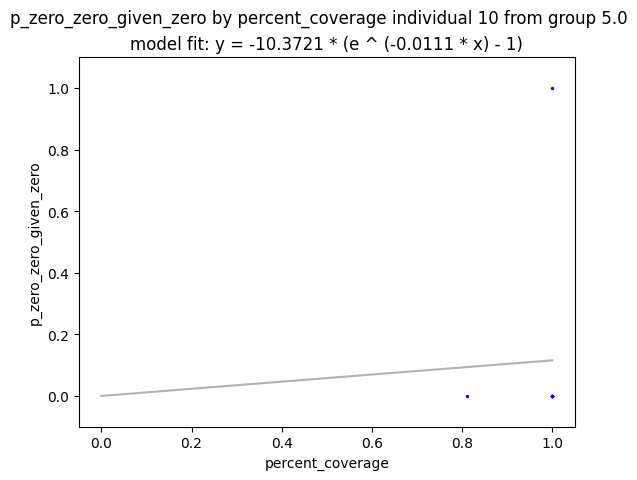 p_zero_zero_given_zero by percent_coverage individual 10 from group 5.0
model fit: y = -10.3721 * (e ^ (-0.0111 * x) - 1)
1.0
0.8
0.6
0.4
0.2
0.0
p_zero_zero_given_zero
0.0 0.2 0.4 0.6 0.8 1.0
percent_coverage